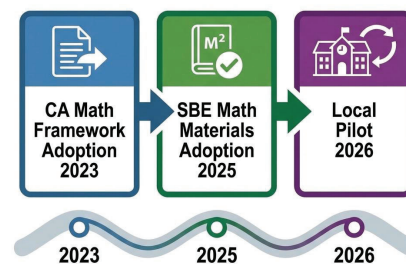 M²
CA Math
Framework
Adoption
2023
SBE Math
Materials
Adoption
2025
Local
Pilot
2026
2023
2025
2026